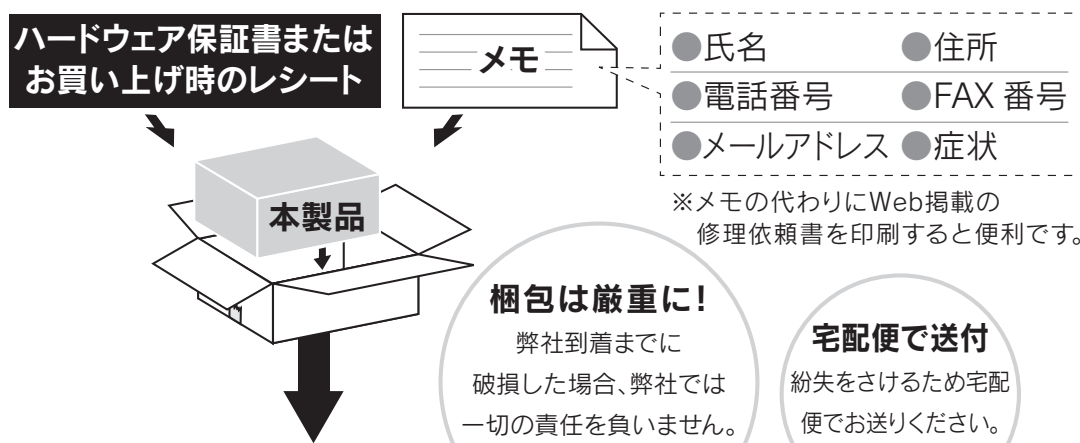 ハードウェア保証書または
お買い上げ時のレシート
メモ
●氏名 ●住所
●電話番号 ●FAX 番号
●メールアドレス ●症状
※メモの代わりにWeb掲載の
修理依頼書を印刷すると便利です。
本製品
梱包は厳重に!
弊社到着までに
破損した場合、弊社では
一切の責任を負いません。
宅配便で送付
紛失をさけるため宅配
便でお送りください。